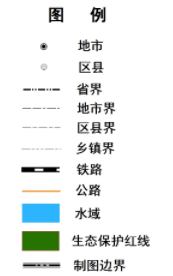 图 例
地市
区县
省界
地市界
区县界
乡镇界
铁路
公路
水域
生态保护红线
制图边界